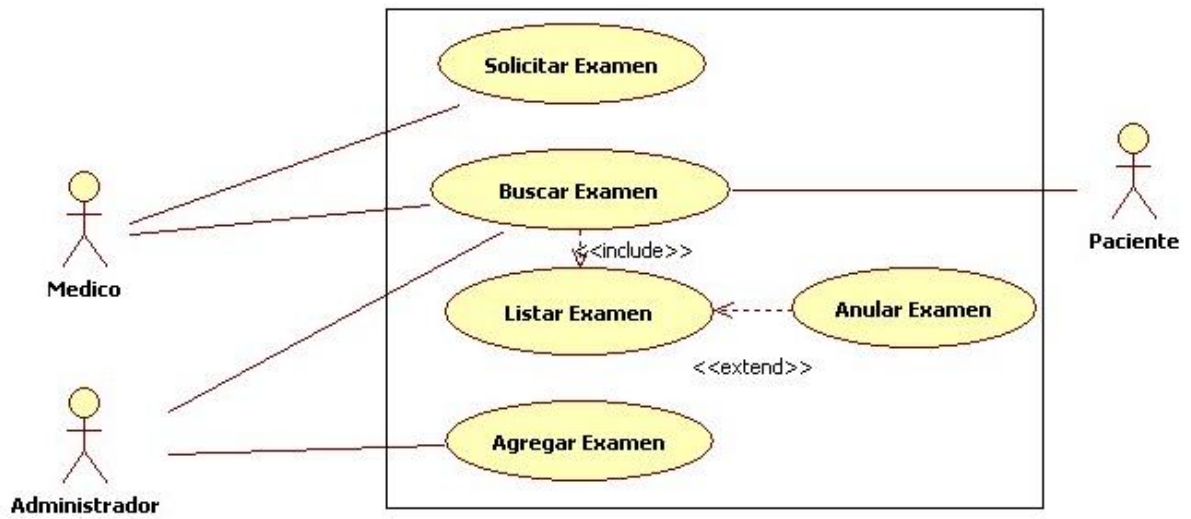 Solicitar Examen
Buscar Examen
<<include>>
Paciente
Medico
Listar Examen
Anular Examen
<<extend>>
Agregar Examen
Administrador